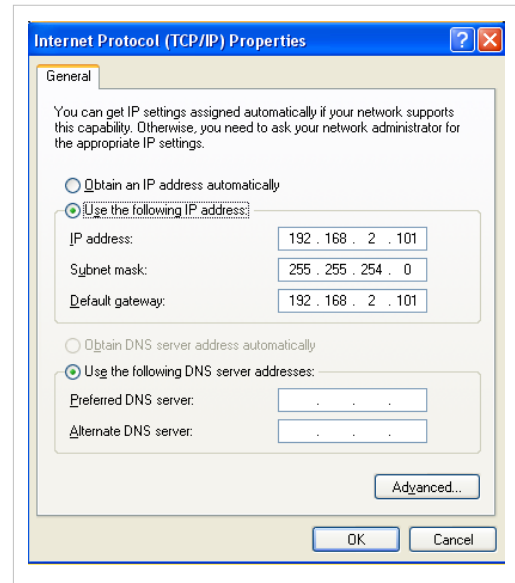 Internet Protocol (TCP/IP) Properties
General
You can get IP settings assigned automatically if your network supports
this capability. Otherwise, you need to ask your network administrator for
the appropriate IP settings.
Obtain an IP address automatically
Use the following IP address:
IP address: 192 . 168 . 2 . 101
Subnet mask: 255 . 255 . 254 . 0
Default gateway: 192 . 168 . 2 . 101
Obtain DNS server address automatically
Use the following DNS server addresses:
Preferred DNS server: . . .
Alternate DNS server: . . .
Advanced...
OK Cancel